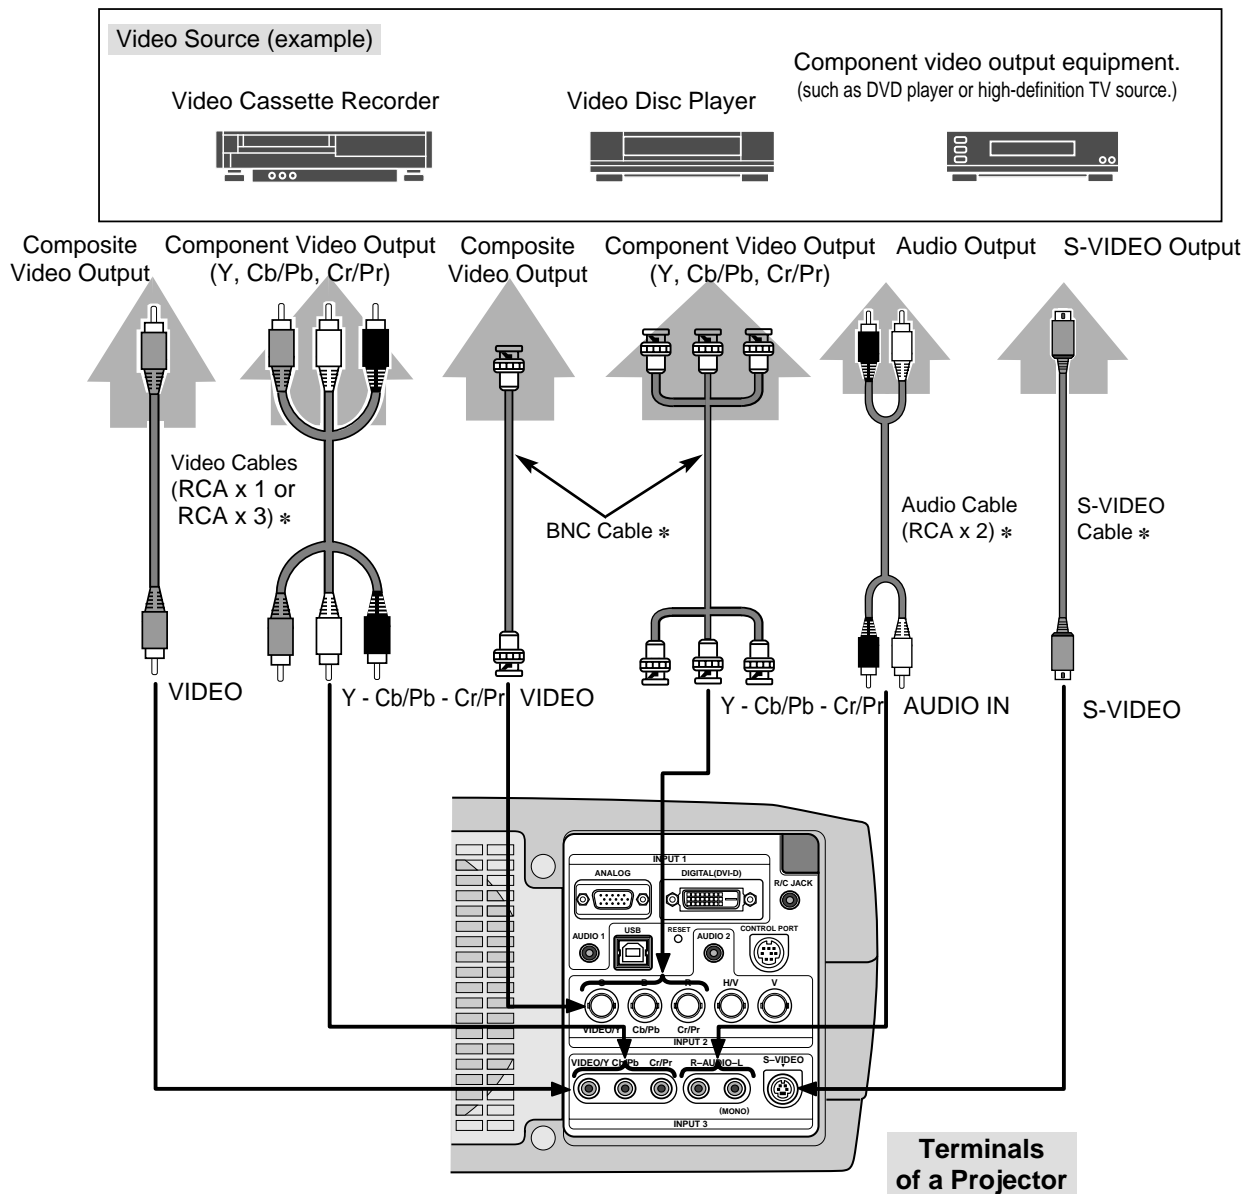 Video Source (example)
Video Cassette Recorder
Video Disc Player
Component video output equipment.
(such as DVD player or high-definition TV source.)
Composite
Video Output
Component Video Output
(Y, Cb/Pb, Cr/Pr)
Composite
Video Output
Component Video Output
(Y, Cb/Pb, Cr/Pr)
Audio Output
S-VIDEO Output
Video Cables
(RCA x 1 or
RCA x 3) *
BNC Cable *
Audio Cable
(RCA x 2) *
S-VIDEO
Cable *
VIDEO
Y - Cb/Pb - Cr/Pr
VIDEO
Y - Cb/Pb - Cr/Pr
AUDIO IN
S-VIDEO
INPUT 1
ANALOG
DIGITAL(DVI-D)
R/C JACK
AUDIO 1
USB
RESET
AUDIO 2
CONTROL PORT
R
H/V
V
VIDEO/Y
Cb/Pb
Cr/Pr
INPUT 2
VIDEO/Y
Cb/Pb
Cr/Pr
R–AUDIO–L
S–VIDEO
(MONO)
INPUT 3
Terminals
of a Projector